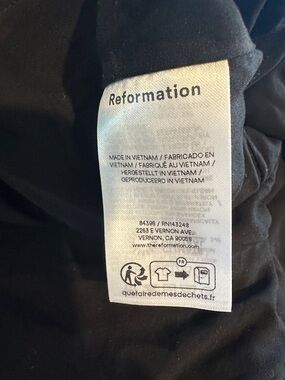 Reformation
MADE IN VIETNAM / FABRICADO EN
VIETNAM / FABRIQUÉ AU VIETNAM /
HERGESTELLT IN VIETNAM /
GEPRODUCEERD IN VIETNAM
84398 / RN143248
2263 E VERNON AVE.
VERNON, CA 90058
www.thereformation.com
FR
quefairedemesdechets.fr